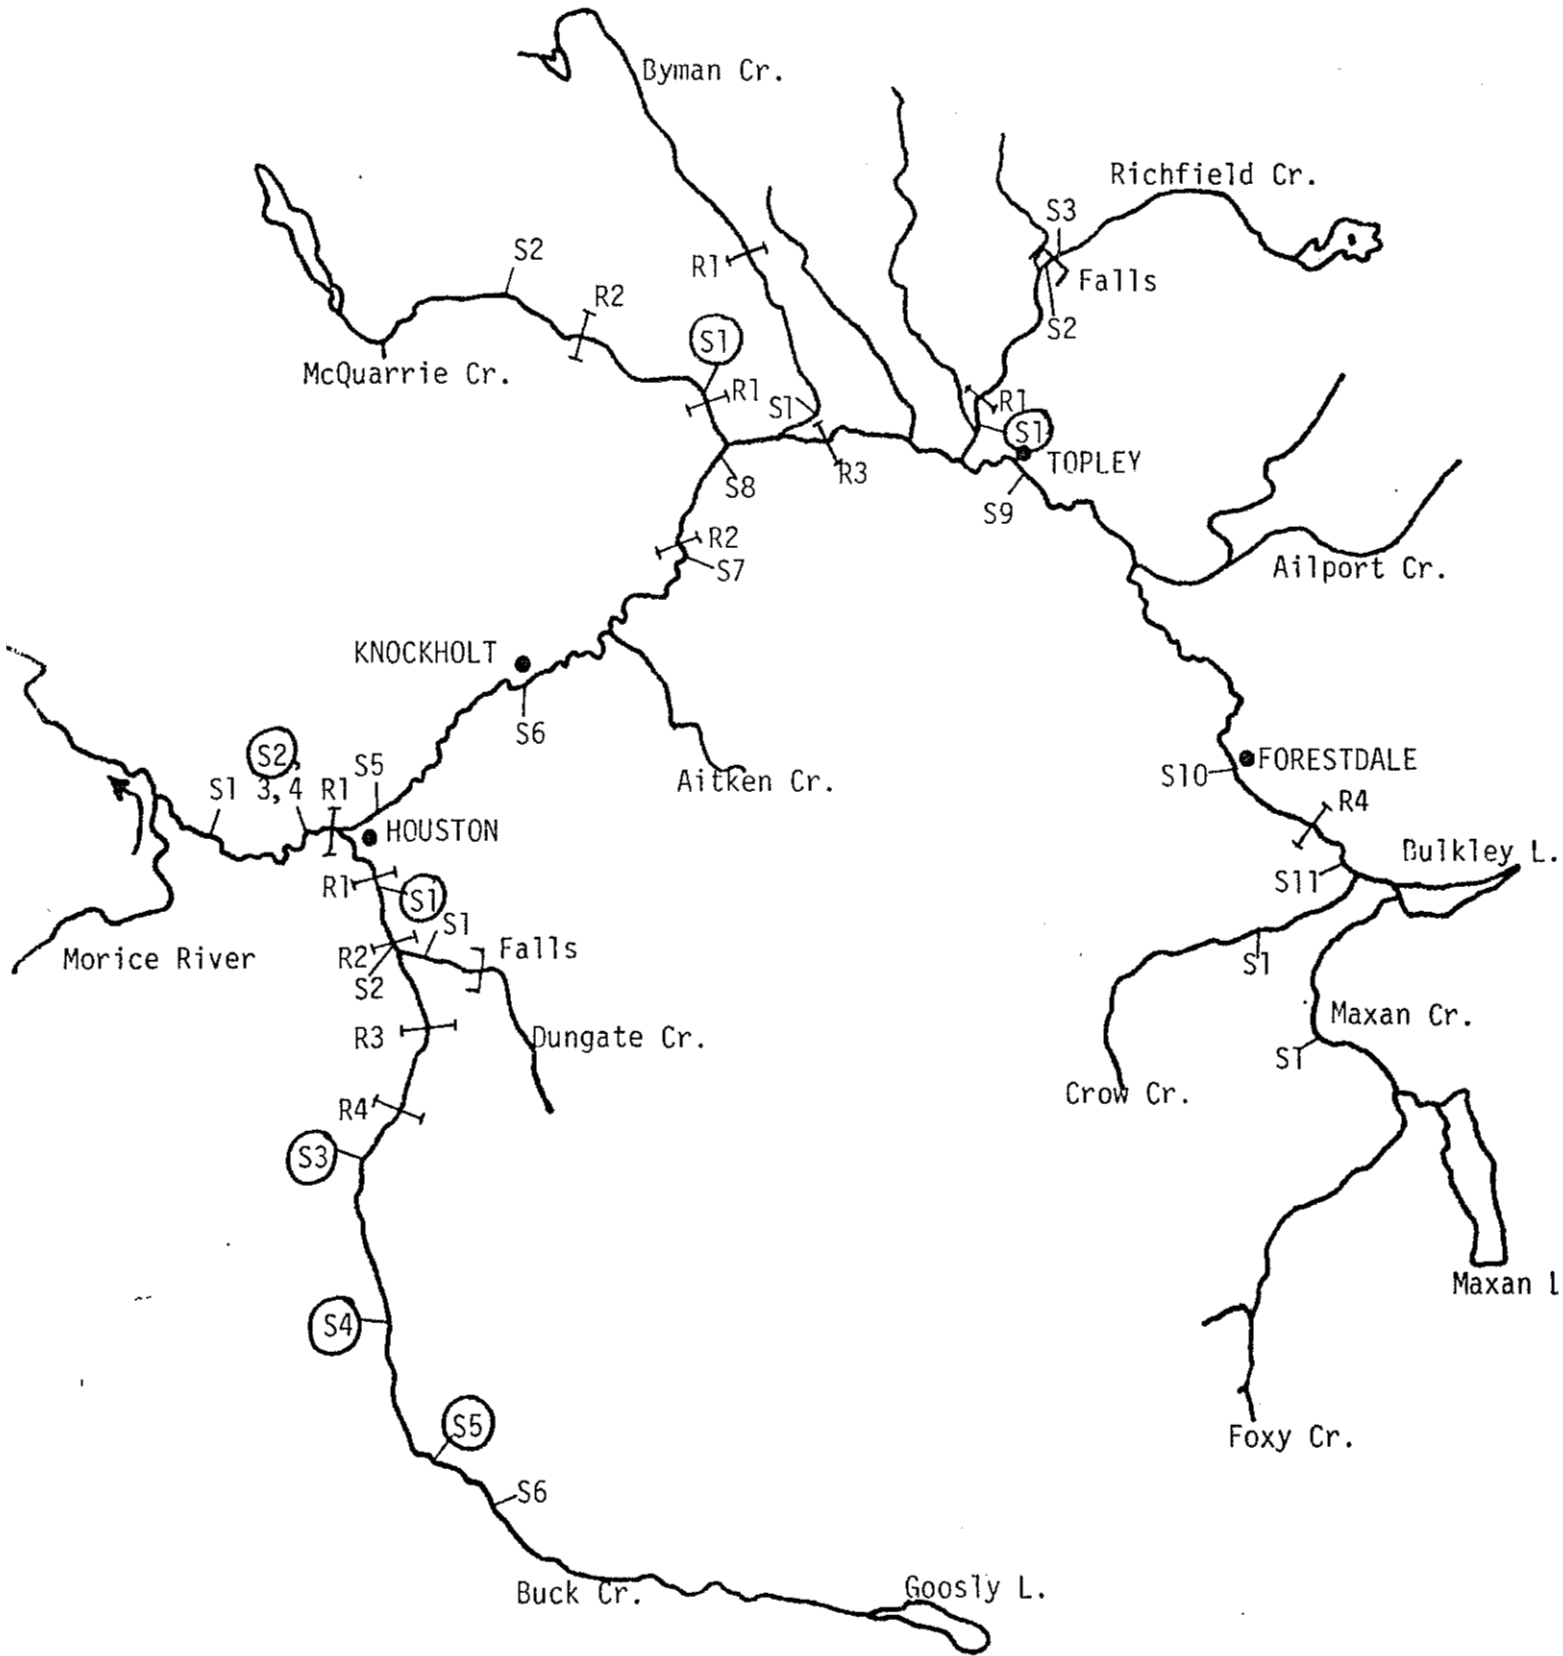 Byman Cr.
Richfield Cr.
S3
S2
R1
Falls
R2
S2
S1
McQuarrie Cr.
R1
S1
R1
S1
TOPLEY
R3
S8
S9
R2
S7
Ailport Cr.
KNOCKHOLT
S6
Aitken Cr.
S2,
3,4
S1
R1
S5
HOUSTON
S10
FORESTDALE
R4
Bulkley L.
S11
R1
S1
S1
Falls
R2
S2
Morice River
S1
Maxan Cr.
R3
Dungate Cr.
S1
Crow Cr.
R4
S3
Maxan l
S4
S5
Foxy Cr.
S6
Buck Cr.
Goosly L.